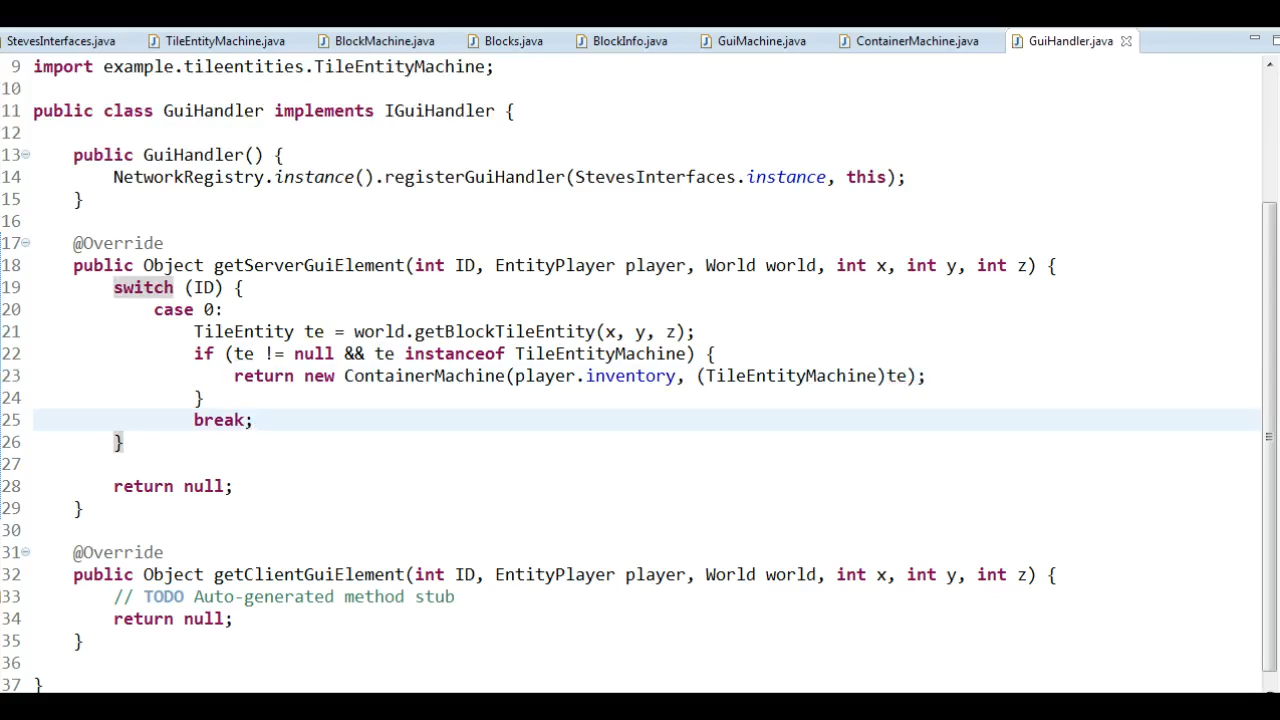 StevesInterfaces.java TileEntityMachine.java BlockMachine.java Blocks.java BlockInfo.java GuiMachine.java ContainerMachine.java GuiHandler.java
9 import example.tileentities.TileEntityMachine;
10
11 public class GuiHandler implements IGuiHandler {
12
13 public GuiHandler() {
14 NetworkRegistry.instance().registerGuiHandler(StevesInterfaces.instance, this);
15 }
16
17 @Override
18 public Object getServerGuiElement(int ID, EntityPlayer player, World world, int x, int y, int z) {
19 switch (ID) {
20 case 0:
21 TileEntity te = world.getBlockTileEntity(x, y, z);
22 if (te != null && te instanceof TileEntityMachine) {
23 return new ContainerMachine(player.inventory, (TileEntityMachine)te);
24 }
25 break;
26 }
27
28 return null;
29 }
30
31 @Override
32 public Object getClientGuiElement(int ID, EntityPlayer player, World world, int x, int y, int z) {
33 // TODO Auto-generated method stub
34 return null;
35 }
36
37 }